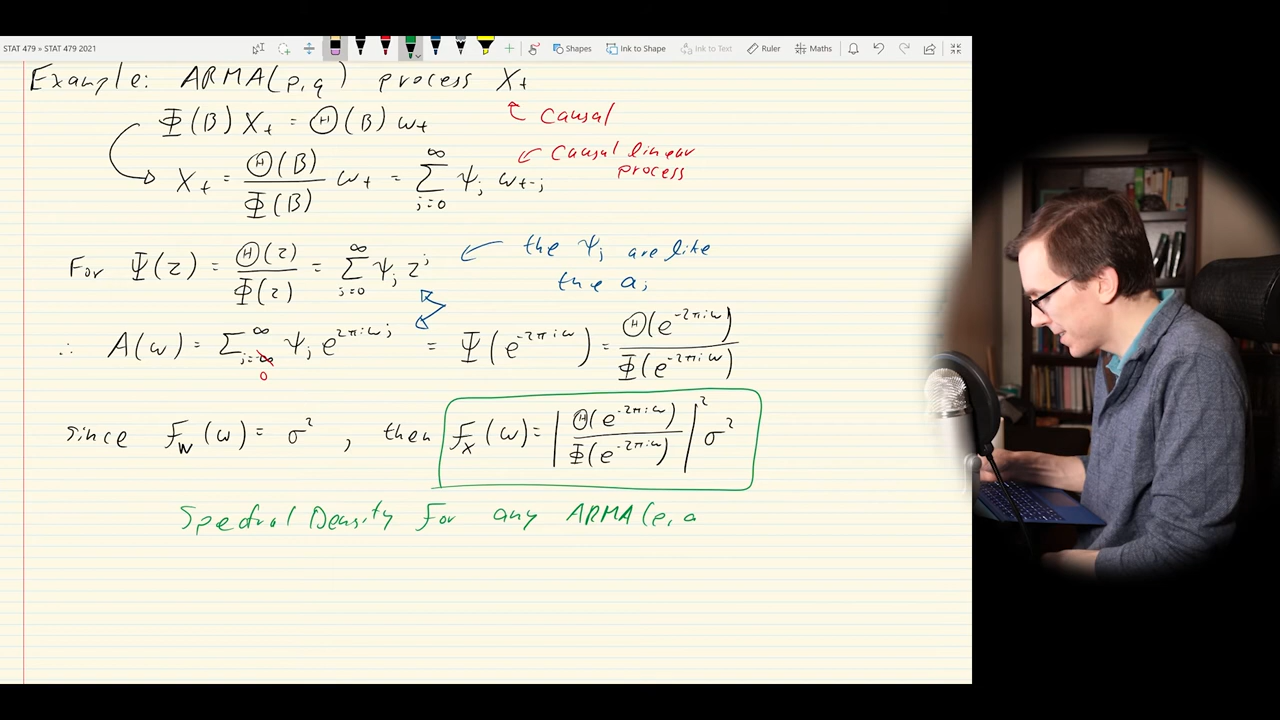 STAT 479 » STAT 479 2021
Shapes Ink to Shape Ink to Text Ruler Maths
Example: ARMA(p,q) process Xₜ
Φ(B) Xₜ = Θ(B) wₜ
causal
Xₜ = Θ(B)/Φ(B) wₜ = ∑_{j=0}^{∞} ψⱼ wₜ₋ⱼ
causal linear
process
For Ψ(z) = Θ(z)/Φ(z) = ∑_{j=0}^{∞} ψⱼ zʲ
the ψⱼ are like
the aⱼ
∴ A(ω) = ∑_{j=-∞}^{∞} ψⱼ e^{2πiωj} = Ψ(e^{-2πiω}) = Θ(e^{-2πiω})/Φ(e^{-2πiω})
0
since f_W(ω) = σ², then f_X(ω) = |Θ(e^{-2πiω})/Φ(e^{-2πiω})|² σ²
Spectral Density for any ARMA(p,q